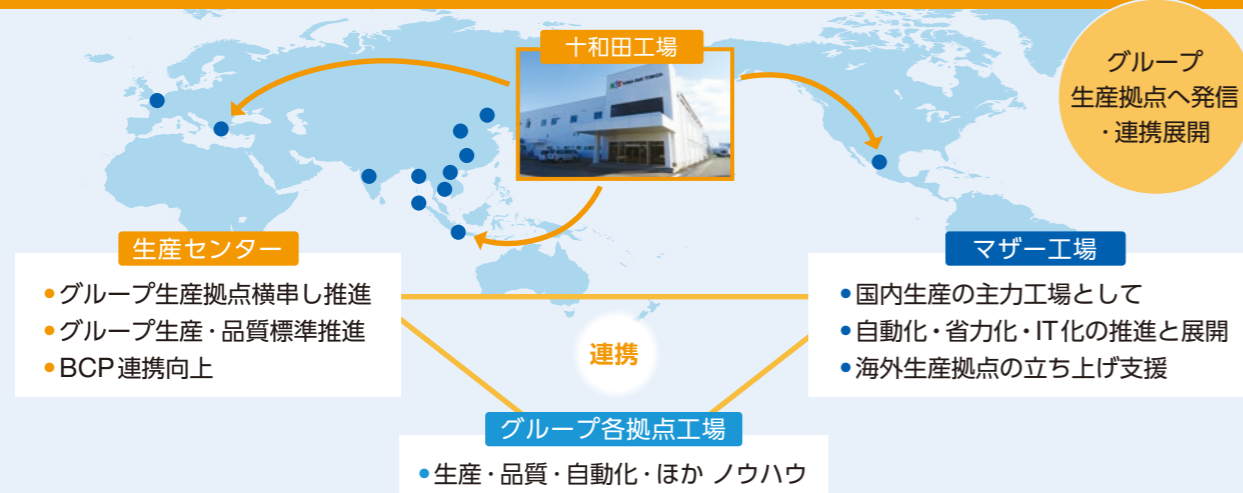 十和田工場
グループ
生産拠点へ発信
・連携展開
生産センター
•グループ生産拠点横串し推進
•グループ生産・品質標準推進
•BCP連携向上
連携
マザー工場
•国内生産の主力工場として
•自動化・省力化・IT化の推進と展開
•海外生産拠点の立ち上げ支援
グループ各拠点工場
•生産・品質・自動化・ほか ノウハウ